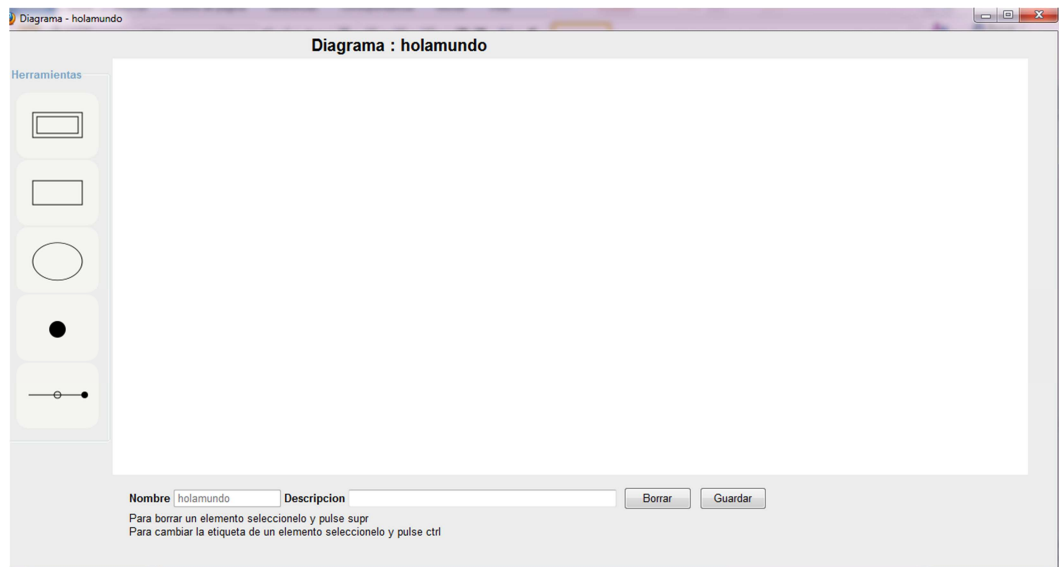 Diagrama - holamundo
Diagrama : holamundo
Herramientas
Nombre holamundo Descripcion Borrar Guardar
Para borrar un elemento seleccionelo y pulse supr
Para cambiar la etiqueta de un elemento seleccionelo y pulse ctrl